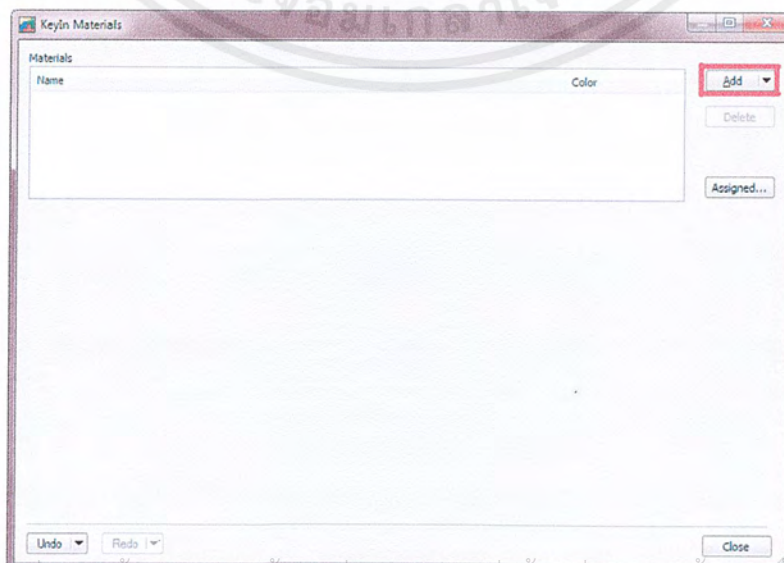 KeyIn Materials
Materials
Name Color
Add
Delete
Assigned...
Undo Redo
Close